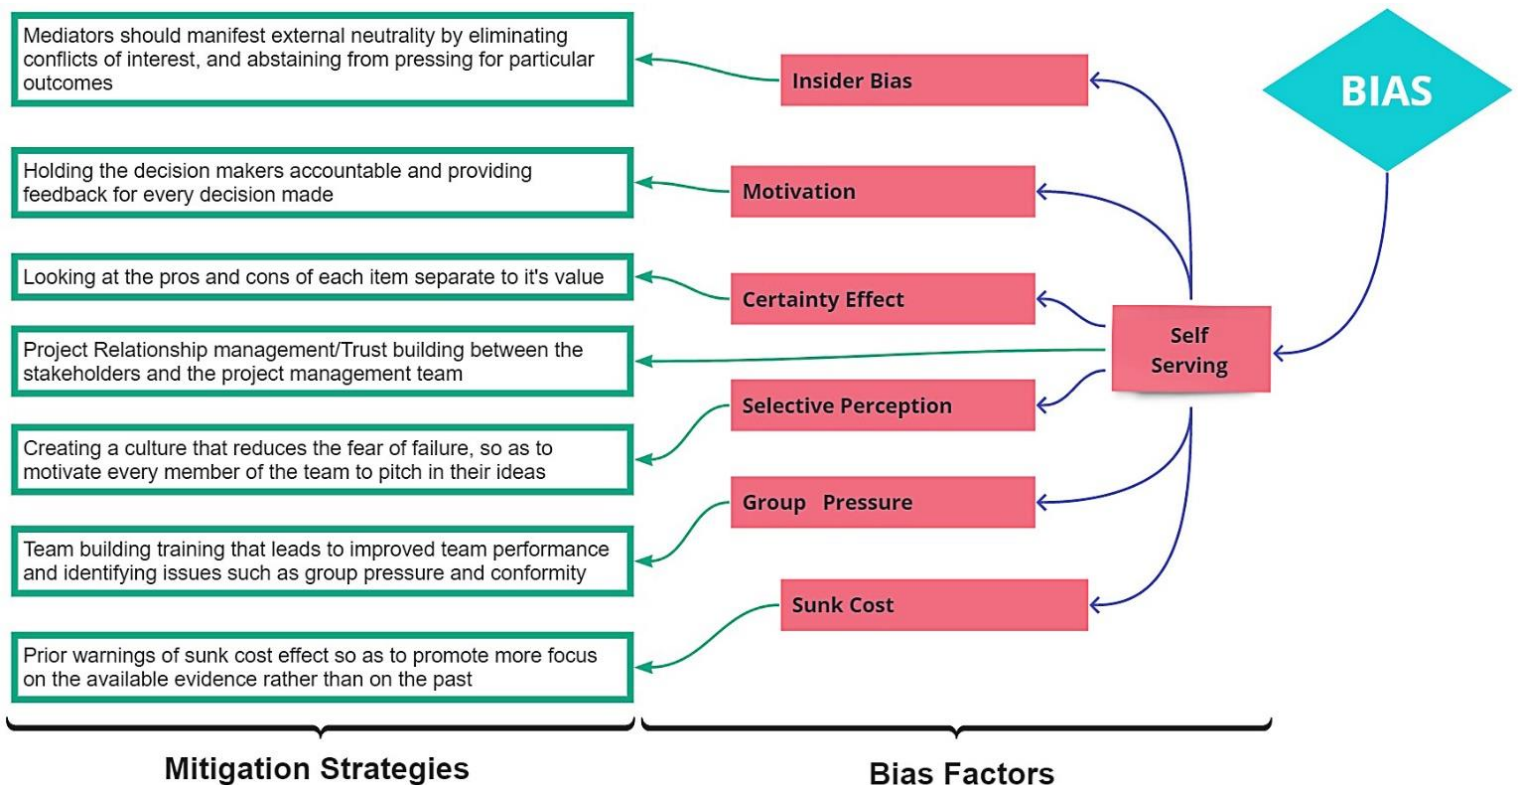 Mediators should manifest external neutrality by eliminating
conflicts of interest, and abstaining from pressing for particular
outcomes
Insider Bias
BIAS
Holding the decision makers accountable and providing
feedback for every decision made
Motivation
Looking at the pros and cons of each item separate to it's value
Certainty Effect
Self
Serving
Project Relationship management/Trust building between the
stakeholders and the project management team
Selective Perception
Creating a culture that reduces the fear of failure, so as to
motivate every member of the team to pitch in their ideas
Group Pressure
Team building training that leads to improved team performance
and identifying issues such as group pressure and conformity
Sunk Cost
Prior warnings of sunk cost effect so as to promote more focus
on the available evidence rather than on the past
Mitigation Strategies
Bias Factors